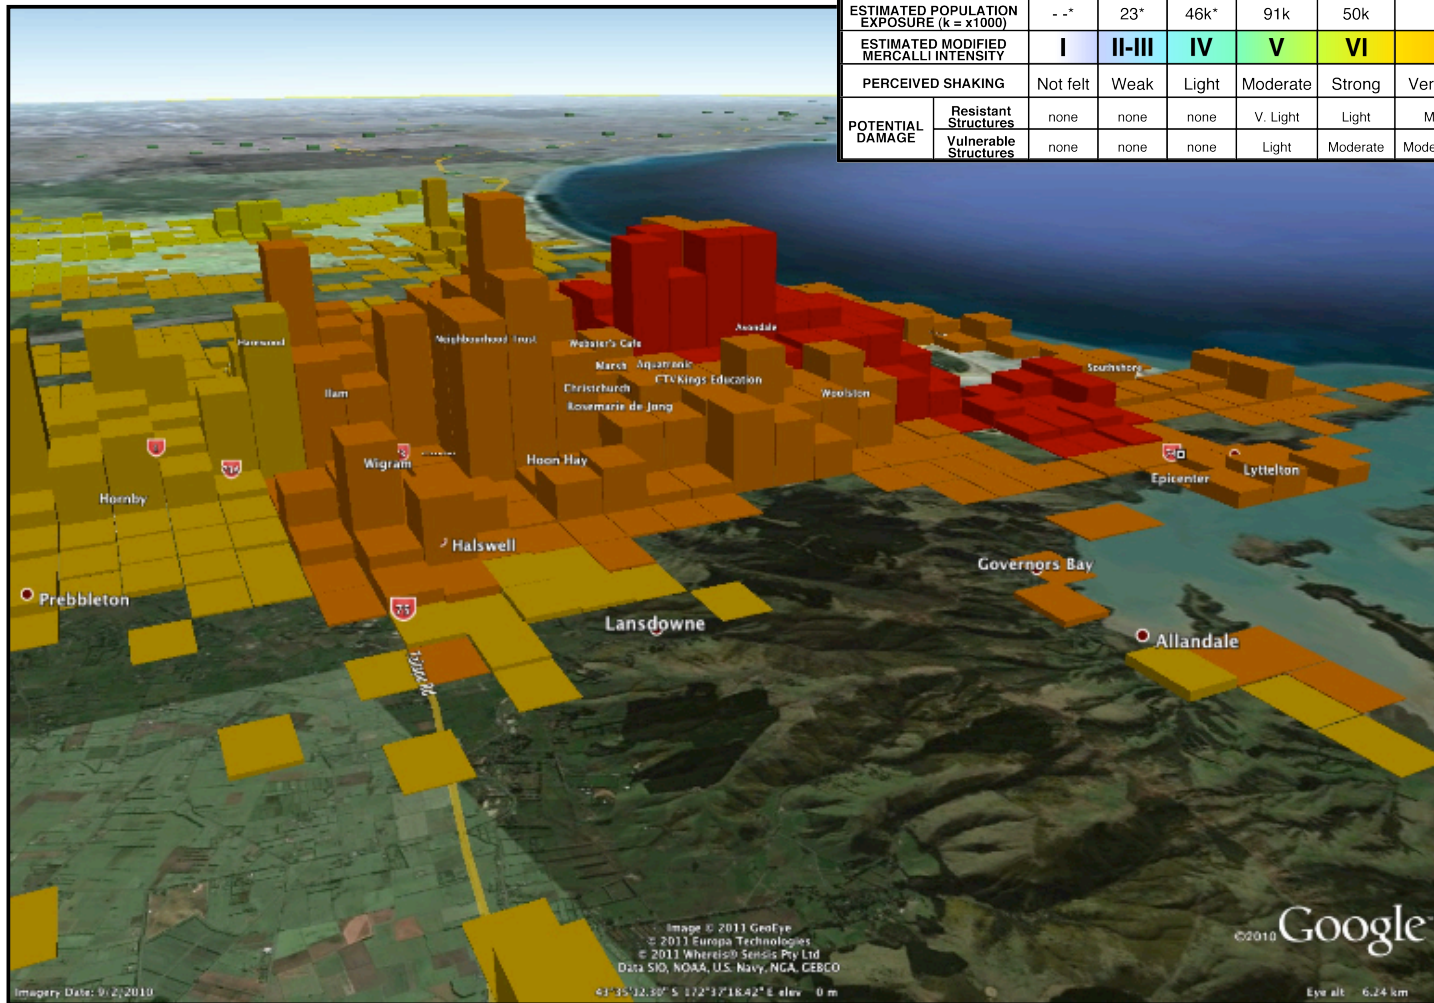 ESTIMATED POPULATION EXPOSURE (k = x1000) - -* 23* 46k* 91k 50k
ESTIMATED MODIFIED MERCALLI INTENSITY I II-III IV V VI
PERCEIVED SHAKING Not felt Weak Light Moderate Strong Ver
POTENTIAL DAMAGE
Resistant Structures none none none V. Light Light M
Vulnerable Structures none none none Light Moderate Mode
Avondale
Harewood
Neighbourhood Trust
Webster's Cafe
Marsh
Aquatronic
CTV
Kings Education
Southshore
Ilam
Christchurch
Woolston
Rosemarie de Jong
Wigram
Hoon Hay
Epicenter
Lyttelton
Hornby
Halswell
Governors Bay
Prebbleton
75
Lansdowne
Allandale
Image © 2011 GeoEye
© 2011 Europa Technologies
© 2011 Whereis® Sensis Pty Ltd
Data SIO, NOAA, U.S. Navy, NGA, GEBCO
©2010 Google
Imagery Date: 9/2/2010
43°35'12.30" S 172°37'18.42" E elev 0 m
Eye alt 6.24 km